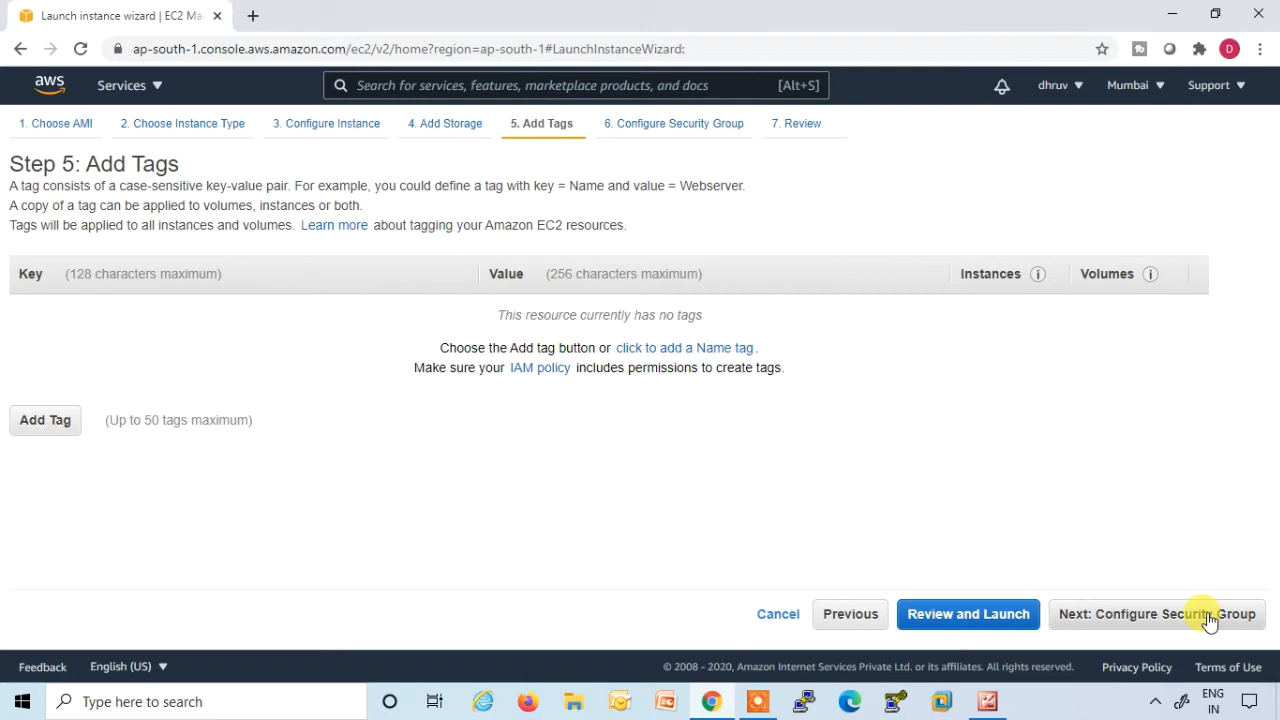 Launch instance wizard | EC2 Ma
ap-south-1.console.aws.amazon.com/ec2/v2/home?region=ap-south-1#LaunchInstanceWizard:
D
aws
Services
Search for services, features, marketplace products, and docs
[Alt+S]
dhruv
Mumbai
Support
1. Choose AMI
2. Choose Instance Type
3. Configure Instance
4. Add Storage
5. Add Tags
6. Configure Security Group
7. Review
Step 5: Add Tags
A tag consists of a case-sensitive key-value pair. For example, you could define a tag with key = Name and value = Webserver.
A copy of a tag can be applied to volumes, instances or both.
Tags will be applied to all instances and volumes. Learn more about tagging your Amazon EC2 resources.
Key (128 characters maximum)
Value (256 characters maximum)
Instances
Volumes
This resource currently has no tags
Choose the Add tag button or click to add a Name tag.
Make sure your IAM policy includes permissions to create tags.
Add Tag
(Up to 50 tags maximum)
Cancel
Previous
Review and Launch
Next: Configure Security Group
Feedback
English (US)
© 2008 - 2020, Amazon Internet Services Private Ltd. or its affiliates. All rights reserved.
Privacy Policy
Terms of Use
Type here to search
ENG
IN